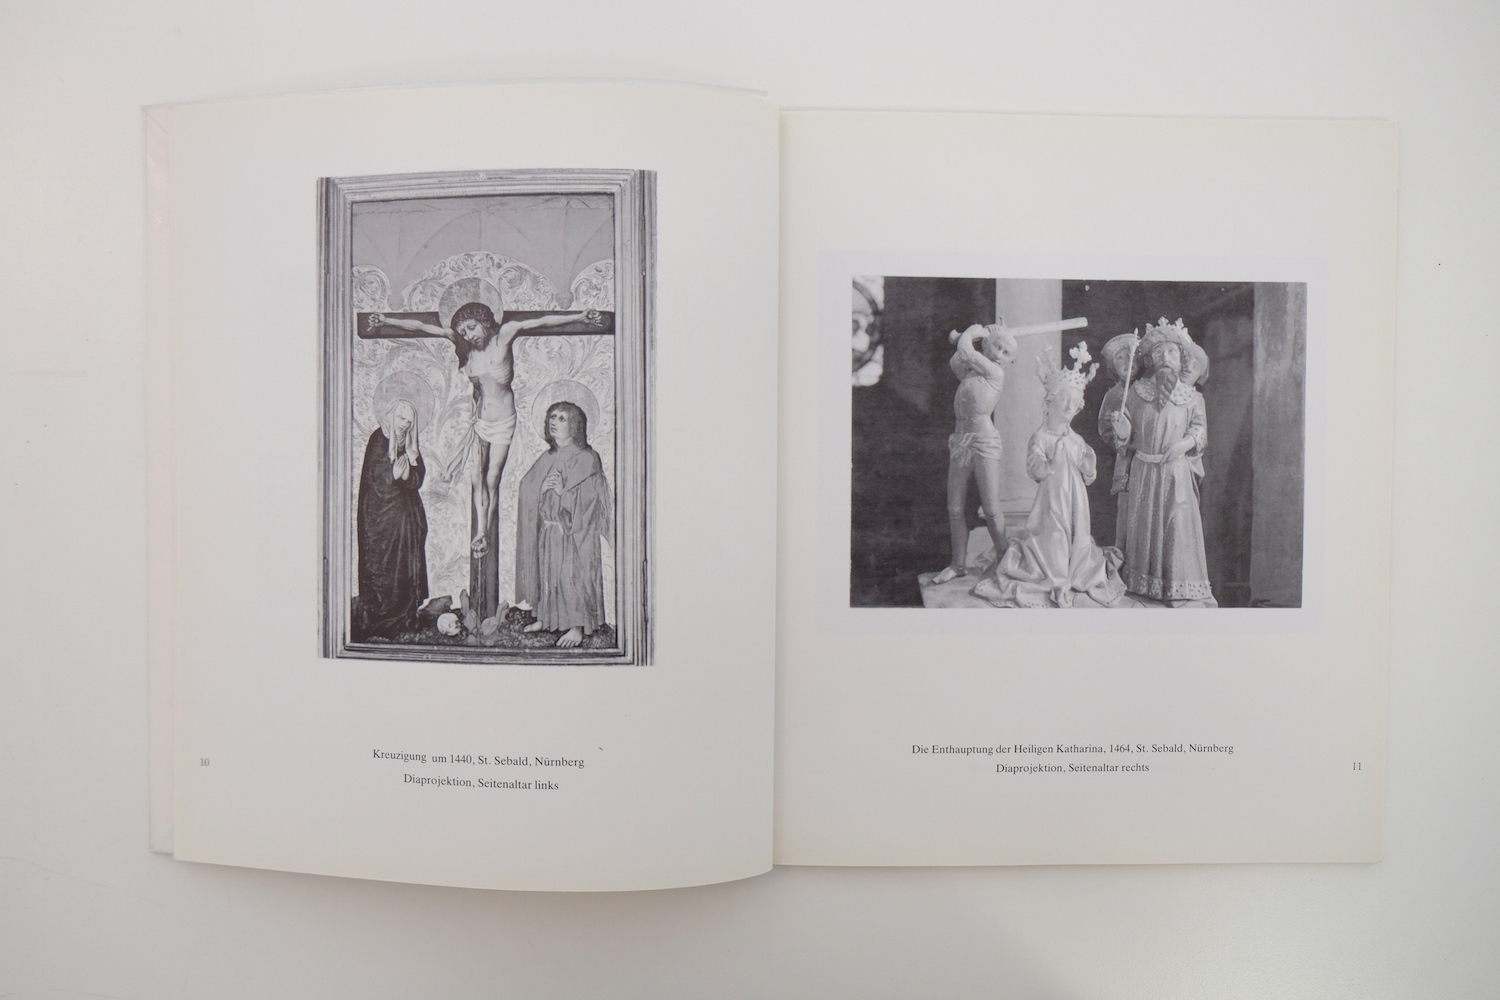 Kreuzigung um 1440, St. Sebald, Nürnberg
Diaprojektion, Seitenaltar links
10
Die Enthauptung der Heiligen Katharina, 1464, St. Sebald, Nürnberg
Diaprojektion, Seitenaltar rechts
11